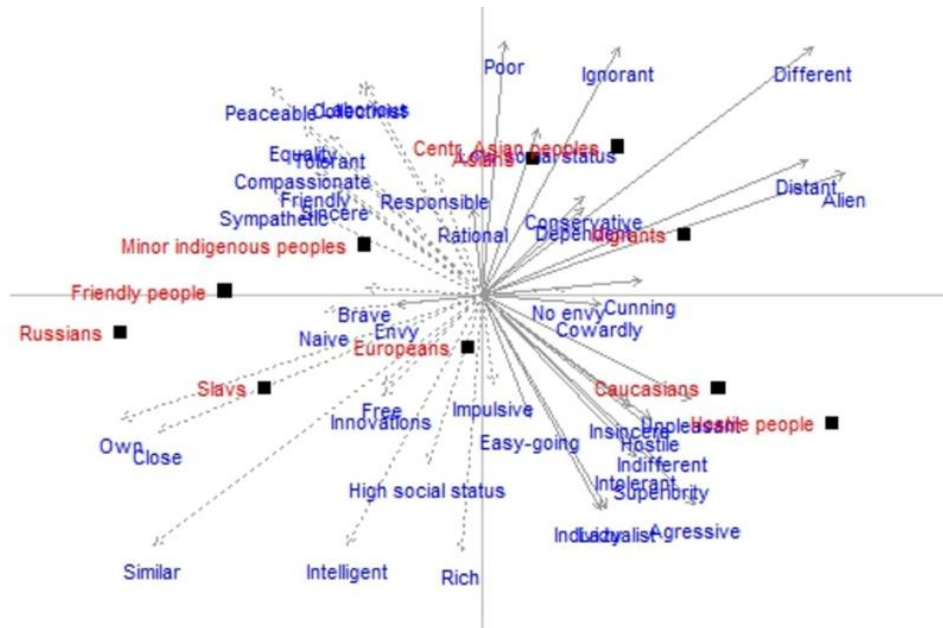 Poor
Ignorant
Different
Peaceable
Collectivist
Laborious
Centr. Asian peoples
Equality
Tolerant
Asians
Low social status
Compassionate
Distant
Friendly
Responsible
Alien
Sincere
Sympathetic
Conservative
Rational
Dependent
Migrants
Minor indigenous peoples
Friendly people
Brave
No envy
Cunning
Russians
Naive
Envy
Cowardly
Europeans
Slavs
Caucasians
Free
Impulsive
Innovations
Unpleasant
Hostile people
Insincere
Own
Close
Easy-going
Hostile
Indifferent
Intolerant
High social status
Superiority
Individualist
Lazy
Agressive
Similar
Intelligent
Rich